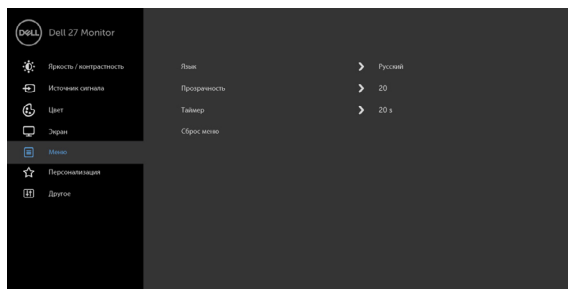 DELL Dell 27 Monitor
Яркость / контрастность
Источник сигнала
Цвет
Экран
Меню
Персонализация
Другое
Язык Русский
Прозрачность 20
Таймер 20 s
Сброс меню